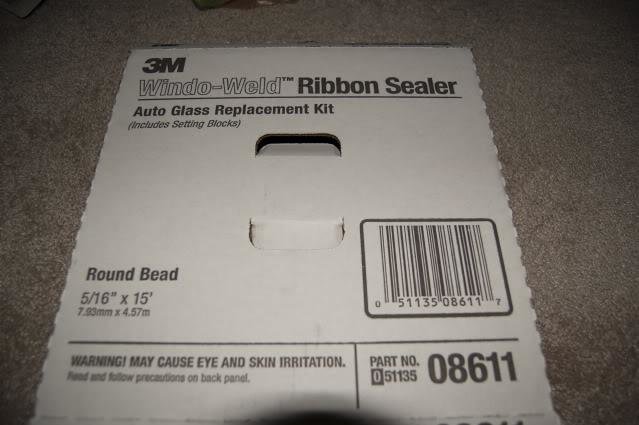 3M
Windo-Weld™ Ribbon Sealer
Auto Glass Replacement Kit
(Includes Setting Blocks)
Round Bead
5/16" x 15'
7.93mm x 4.57m
0 51135 08611 7
WARNING! MAY CAUSE EYE AND SKIN IRRITATION.
Read and follow precautions on back panel.
PART NO.
0 51135 08611